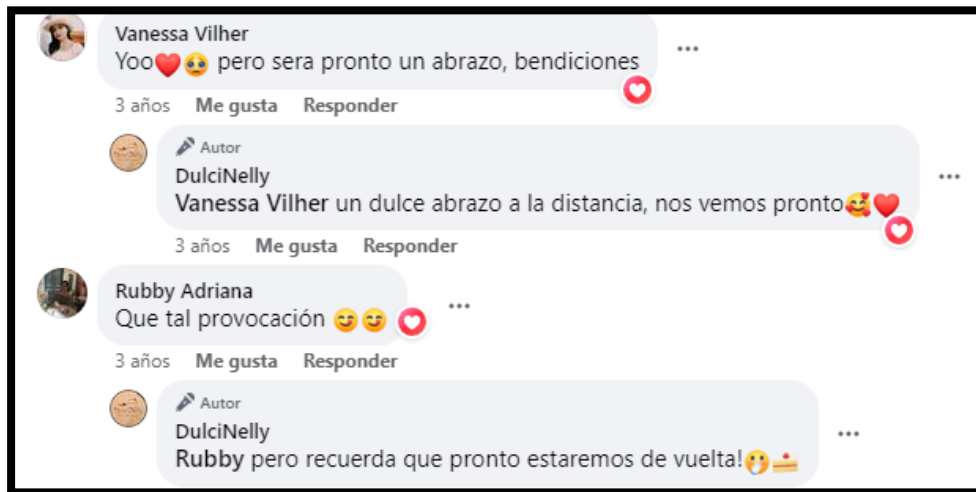 Vanessa Vilher
Yoo❤️🥹 pero sera pronto un abrazo, bendiciones
3 años Me gusta Responder
Autor
DulciNelly
Vanessa Vilher un dulce abrazo a la distancia, nos vemos pronto🥰❤️
3 años Me gusta Responder
Rubby Adriana
Que tal provocación 😋😋
3 años Me gusta Responder
Autor
DulciNelly
Rubby pero recuerda que pronto estaremos de vuelta!🤭🍰